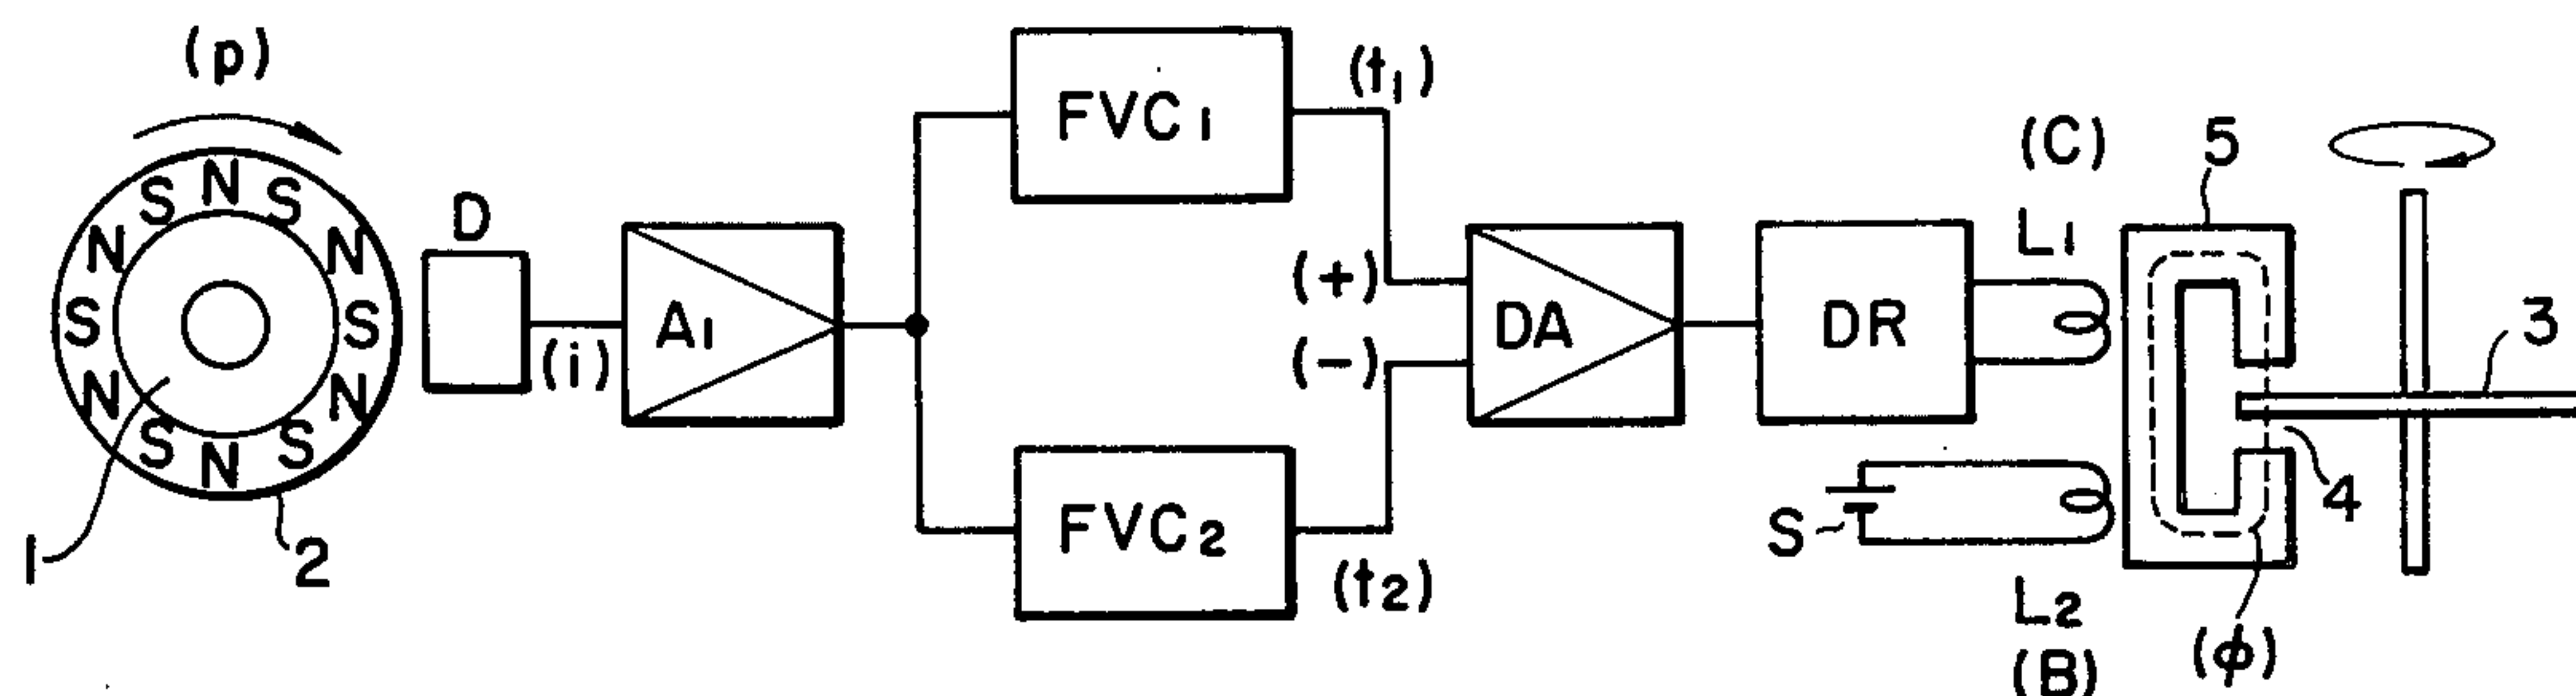 (p)
N
S
N
S
N
S
N
S
N
S
N
S
1
2
D
(i)
A1
FVC1
FVC2
(t1)
(t2)
(+)
(-)
DA
DR
(C)
L1
S
L2
(B)
5
3
4
(ϕ)